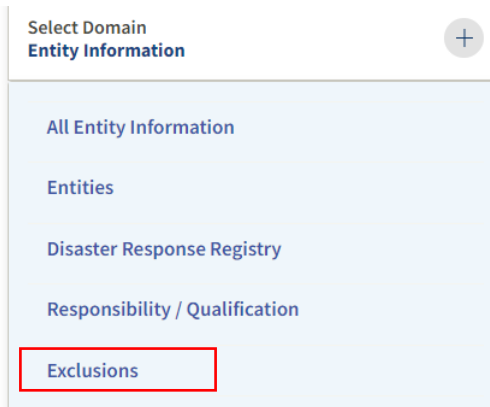 Select Domain
Entity Information
All Entity Information
Entities
Disaster Response Registry
Responsibility / Qualification
Exclusions